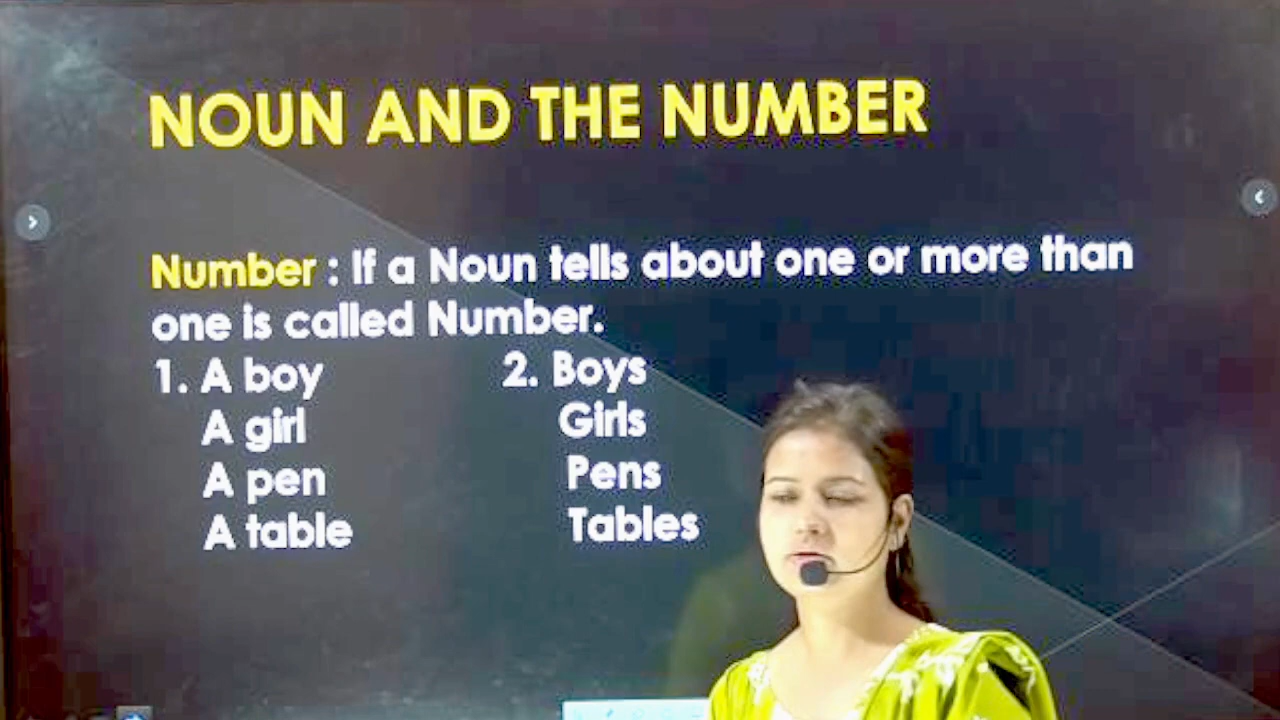 NOUN AND THE NUMBER
Number : If a Noun tells about one or more than
one is called Number.
1. A boy 2. Boys
A girl Girls
A pen Pens
A table Tables